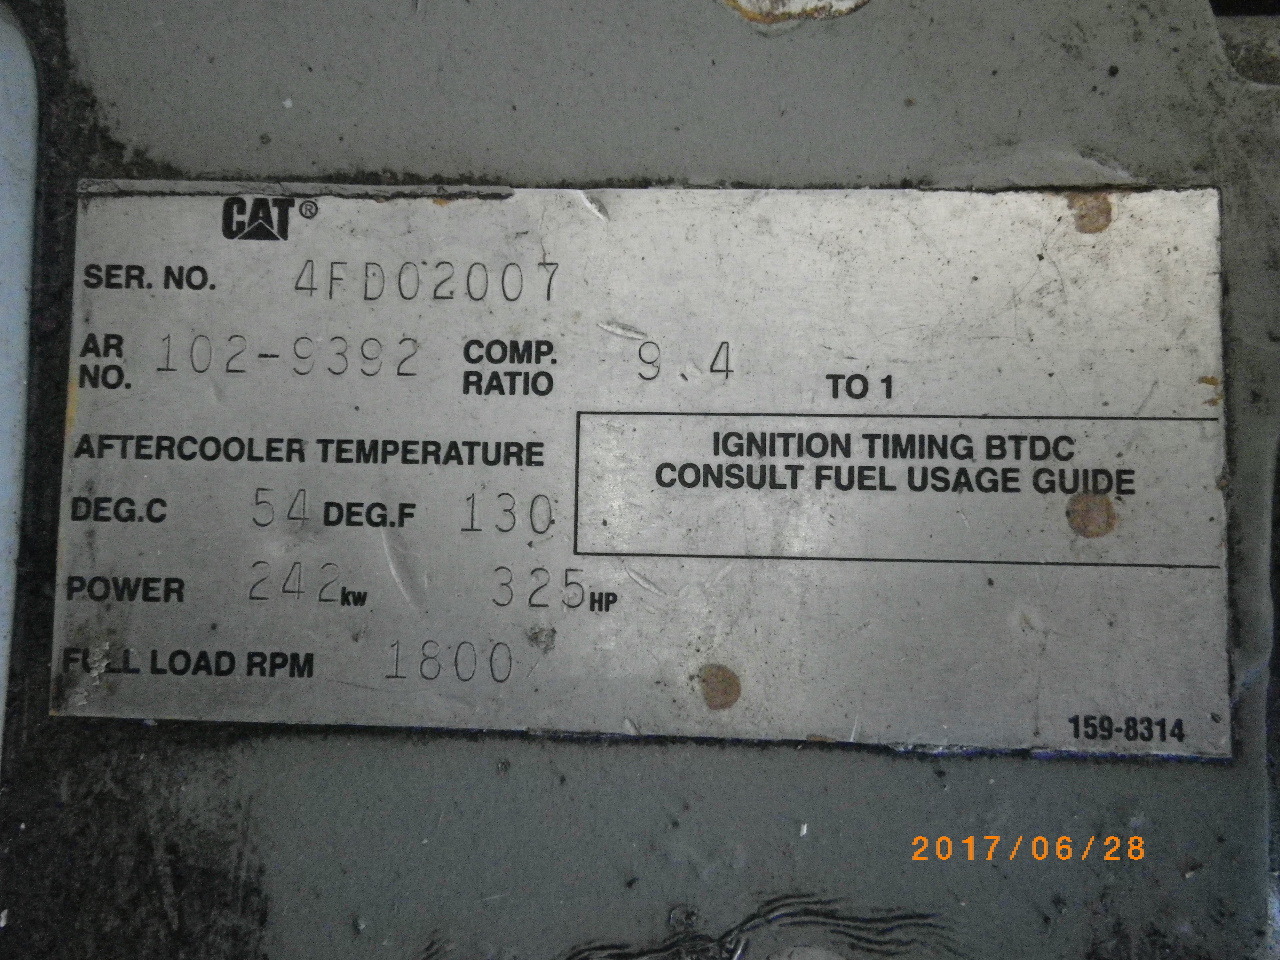 CAT®
SER. NO. 4FD02007
AR NO. 102-9392 COMP. RATIO 9.4 TO 1
AFTERCOOLER TEMPERATURE
DEG.C 54 DEG.F 130
IGNITION TIMING BTDC
CONSULT FUEL USAGE GUIDE
POWER 242 kw 325 HP
FULL LOAD RPM 1800
159-8314
2017/06/28